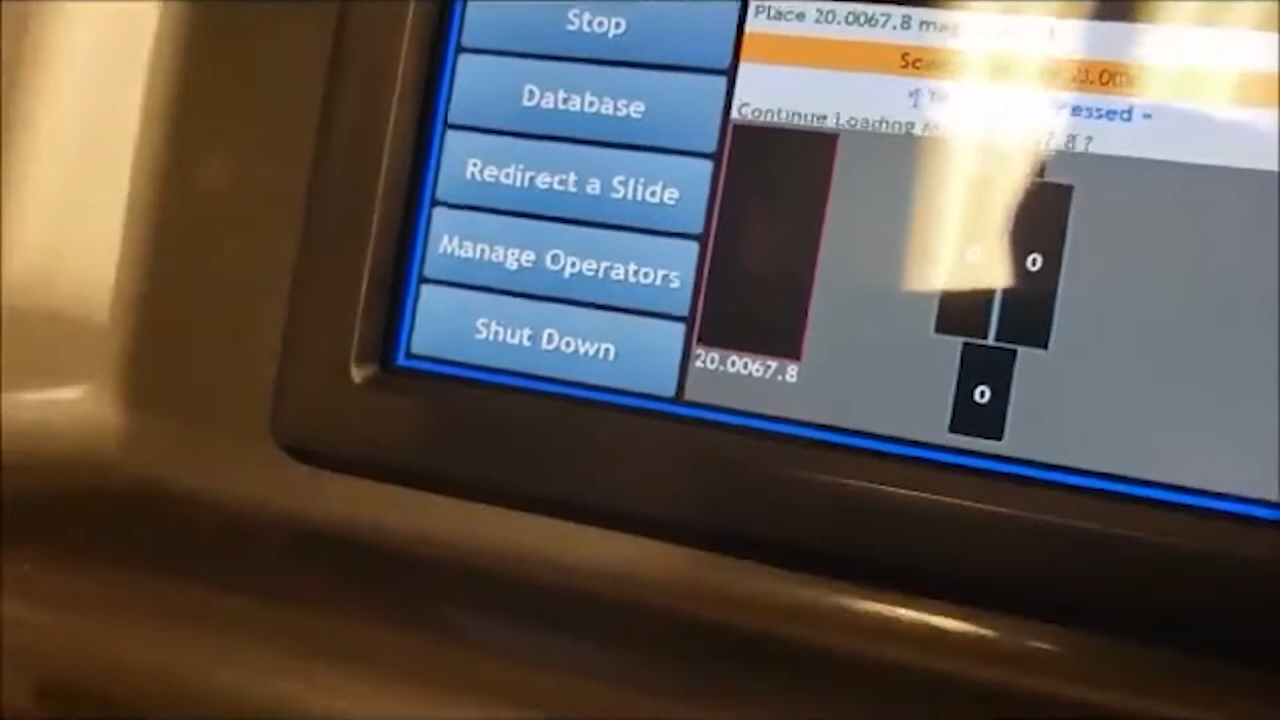 Stop
Database
Redirect a Slide
Manage Operators
Shut Down
Place 20.0067.8
Continue Loading
20.0067.8
0
0